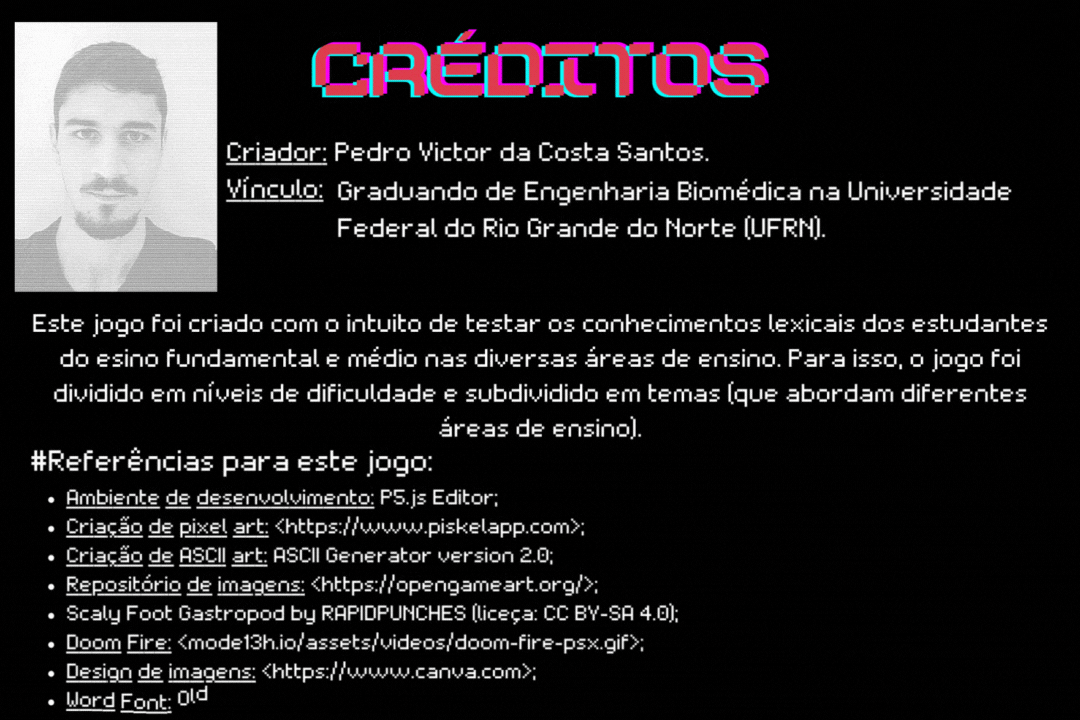 CRÉDITOS
Criador: Pedro Victor da Costa Santos.
Vínculo: Graduando de Engenharia Biomédica na Universidade
Federal do Rio Grande do Norte (UFRN).
Este jogo foi criado com o intuito de testar os conhecimentos lexicais dos estudantes
do esino fundamental e médio nas diversas áreas de ensino. Para isso, o jogo foi
dividido em níveis de dificuldade e subdividido em temas (que abordam diferentes
áreas de ensino).
#Referências para este jogo:
• Ambiente de desenvolvimento: P5.js Editor;
• Criação de pixel art: <https://www.piskelapp.com>;
• Criação de ASCII art: ASCII Generator version 2.0;
• Repositório de imagens: <https://opengameart.org/>;
• Scaly Foot Gastropod by RAPIDPUNCHES (liceça: CC BY-SA 4.0);
• Doom Fire: <mode13h.io/assets/videos/doom-fire-psx.gif>;
• Design de imagens: <https://www.canva.com>;
• Word Font: Old